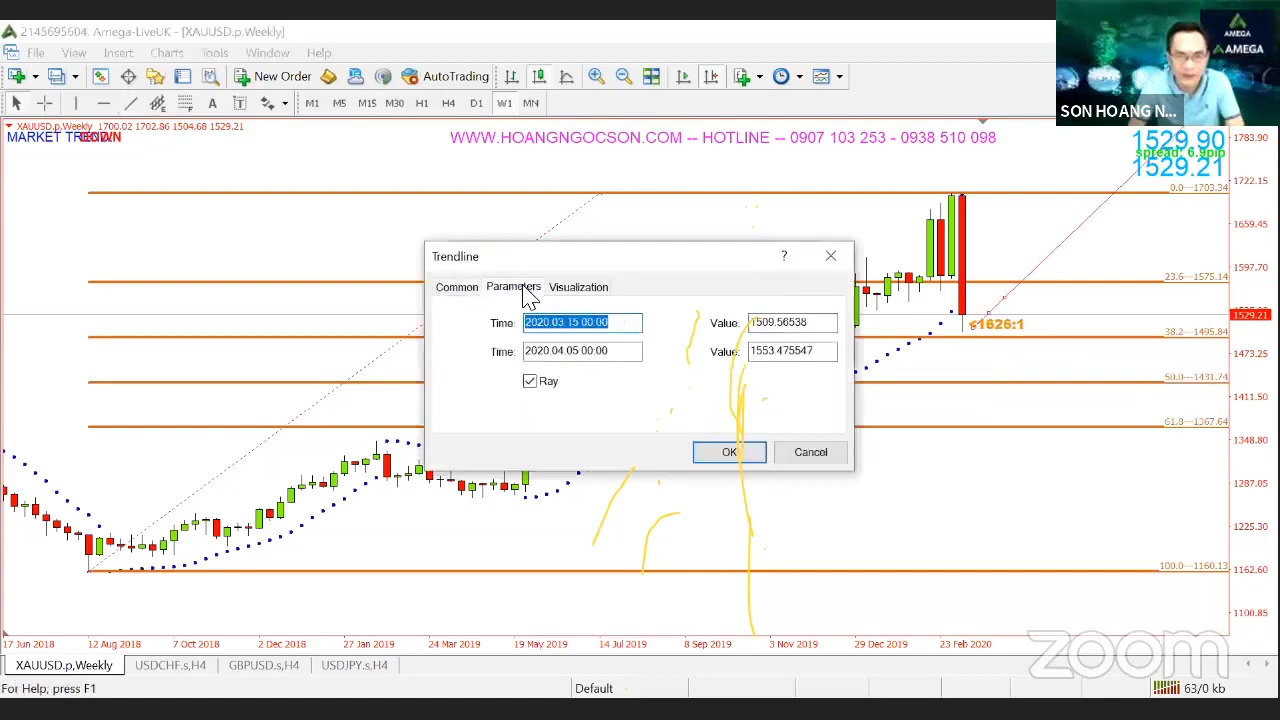 2145695604. Amega-LiveUK - [XAUUSD.p,Weekly]
File View Insert Charts Tools Window Help
New Order AutoTrading
M1 M5 M15 M30 H1 H4 D1 W1 MN
AMEGA
AMEGA
SON HOANG N...
XAUUSD.p,Weekly 1700.02 1702.86 1504.68 1529.21
MARKET
WWW.HOANGNGOCSON.COM -- HOTLINE -- 0907 103 253 - 0938 510 098
1529.90
spread: 6.9pip
1529.21
1783.90
1722.15
0.0—1703.34
1659.45
1597.70
23.6—1575.14
1529.21
<1626:1
38.2—1495.84
1473.25
50.0—1431.74
1411.50
61.8—1367.64
1348.80
1287.05
1225.30
100.0—1160.13
1162.60
1100.85
Trendline ?
Common Parameters Visualization
Time: 2020.03.15 00:00 Value: 1509.56538
Time: 2020.04.05 00:00 Value: 1553.475547
Ray
OK Cancel
17 Jun 2018 12 Aug 2018 7 Oct 2018 2 Dec 2018 27 Jan 2019 24 Mar 2019 19 May 2019 14 Jul 2019 8 Sep 2019 3 Nov 2019 29 Dec 2019 23 Feb 2020
XAUUSD.p,Weekly USDCHF.s,H4 GBPUSD.s,H4 USDJPY.s,H4
zoom
For Help, press F1 Default 63/0 kb